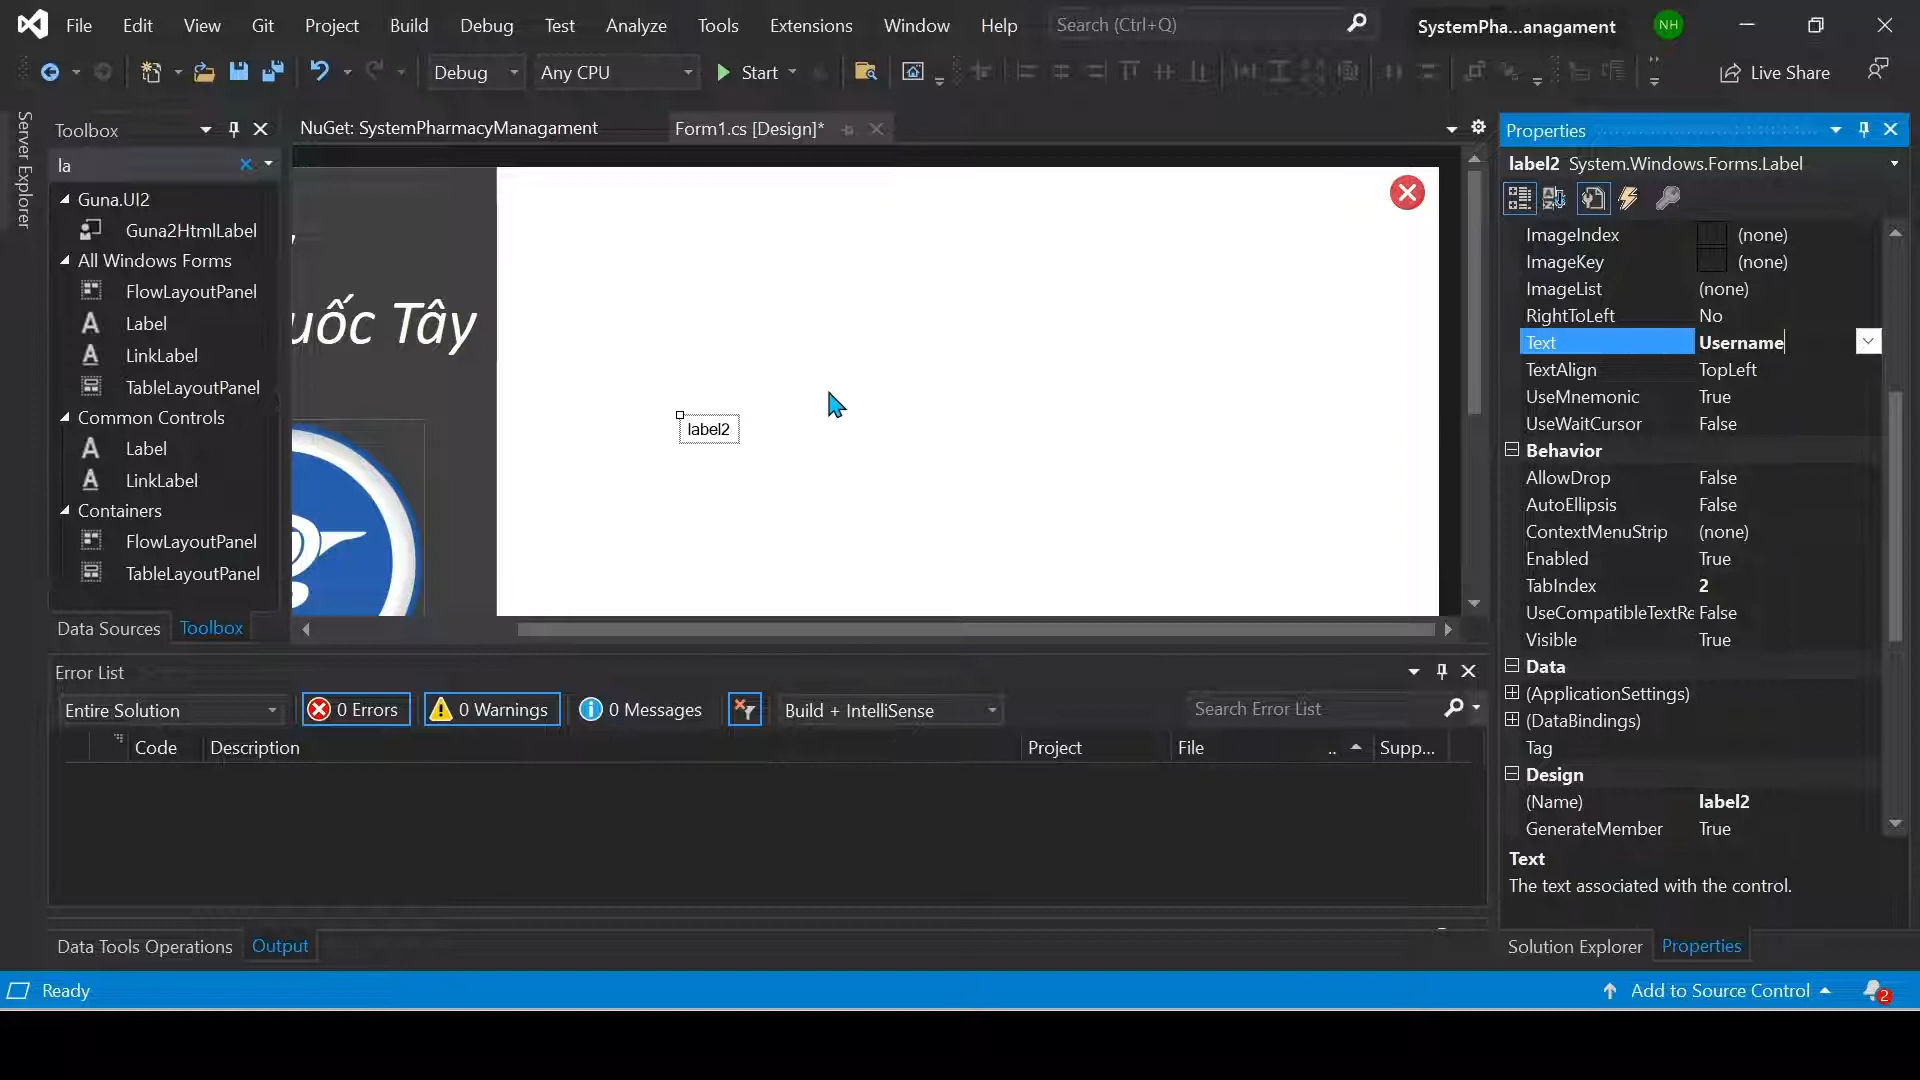 File Edit View Git Project Build Debug Test Analyze Tools Extensions Window Help Search (Ctrl+Q) SystemPha...anagament NH
Debug Any CPU Start Live Share
Server Explorer
Toolbox
la
Guna.UI2
Guna2HtmlLabel
All Windows Forms
FlowLayoutPanel
Label
LinkLabel
TableLayoutPanel
Common Controls
Label
LinkLabel
Containers
FlowLayoutPanel
TableLayoutPanel
Data Sources Toolbox
NuGet: SystemPharmacyManagament Form1.cs [Design]*
uốc Tây
label2
Properties
label2 System.Windows.Forms.Label
ImageIndex (none)
ImageKey (none)
ImageList (none)
RightToLeft No
Text Username
TextAlign TopLeft
UseMnemonic True
UseWaitCursor False
Behavior
AllowDrop False
AutoEllipsis False
ContextMenuStrip (none)
Enabled True
TabIndex 2
UseCompatibleTextRe False
Visible True
Data
(ApplicationSettings)
(DataBindings)
Tag
Design
(Name) label2
GenerateMember True
Text
The text associated with the control.
Solution Explorer Properties
Error List
Entire Solution 0 Errors 0 Warnings 0 Messages Build + IntelliSense Search Error List
Code Description Project File .. Supp...
Data Tools Operations Output
Ready Add to Source Control 2